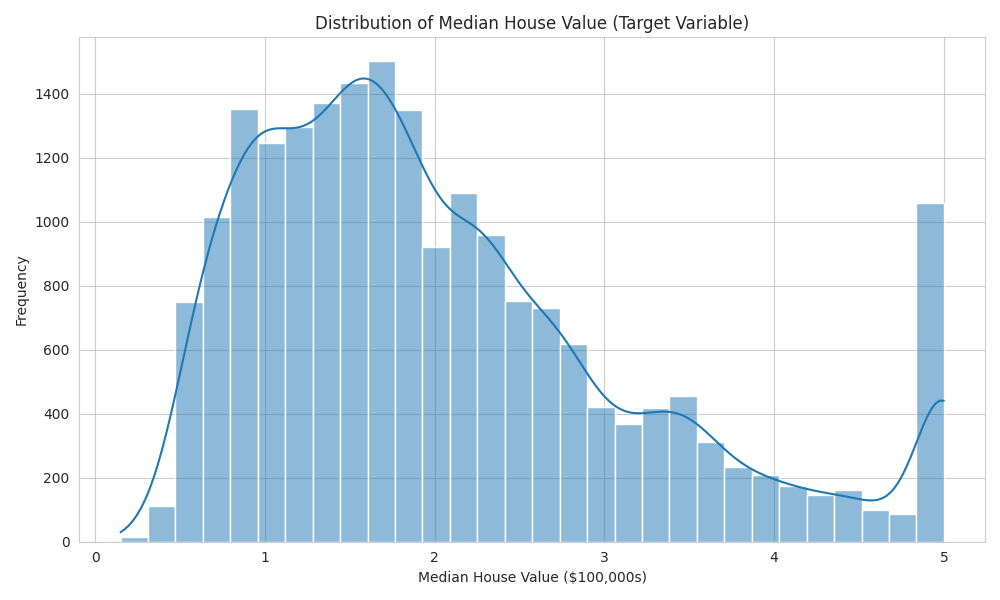 Distribution of Median House Value (Target Variable)
Frequency
1400
1200
1000
800
600
400
200
0
0 1 2 3 4 5
Median House Value ($100,000s)